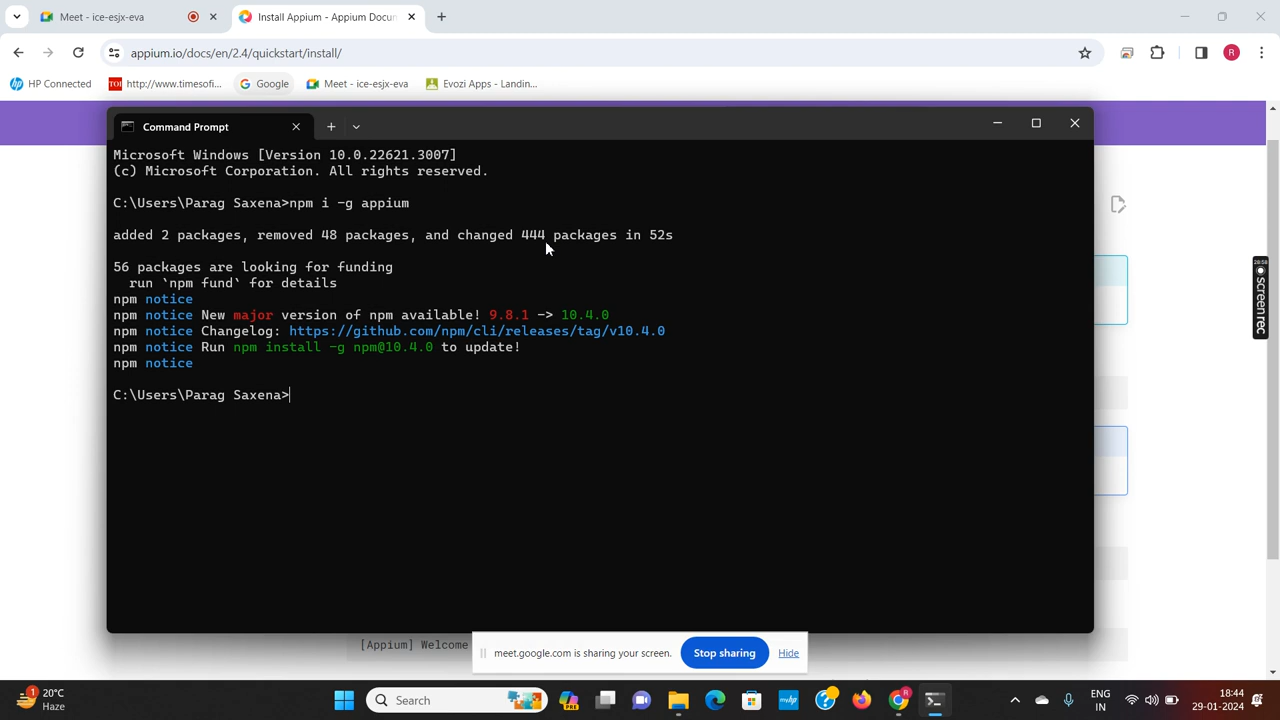 Meet - ice-esjx-eva
Install Appium - Appium Docun
appium.io/docs/en/2.4/quickstart/install/
R
HP Connected
TOI
http://www.timesofi...
Google
Meet - ice-esjx-eva
Evozi Apps - Landin...
Command Prompt
Microsoft Windows [Version 10.0.22621.3007]
(c) Microsoft Corporation. All rights reserved.
C:\Users\Parag Saxena>npm i -g appium
added 2 packages, removed 48 packages, and changed 444 packages in 52s
56 packages are looking for funding
run `npm fund` for details
npm notice
npm notice New major version of npm available! 9.8.1 -> 10.4.0
npm notice Changelog: https://github.com/npm/cli/releases/tag/v10.4.0
npm notice Run npm install -g npm@10.4.0 to update!
npm notice
C:\Users\Parag Saxena>
28:58
screenrec
[Appium] Welcome
meet.google.com is sharing your screen.
Stop sharing
Hide
1
20°C
Haze
Search
PRE
myhp
R
ENG
IN
18:44
29-01-2024